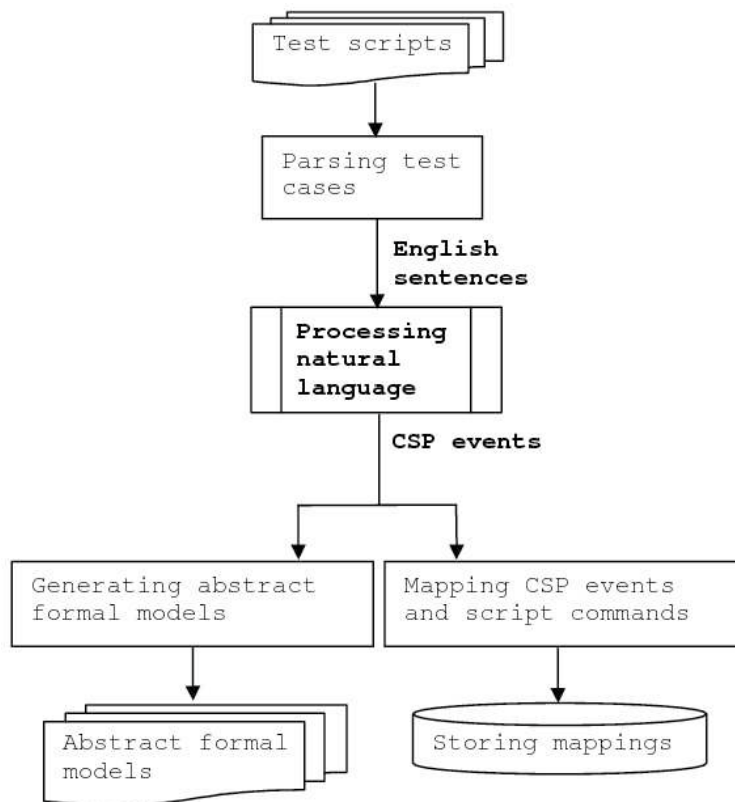 Test scripts
Parsing test
cases
English
sentences
Processing
natural
language
CSP events
Generating abstract
formal models
Mapping CSP events
and script commands
Abstract formal
models
Storing mappings